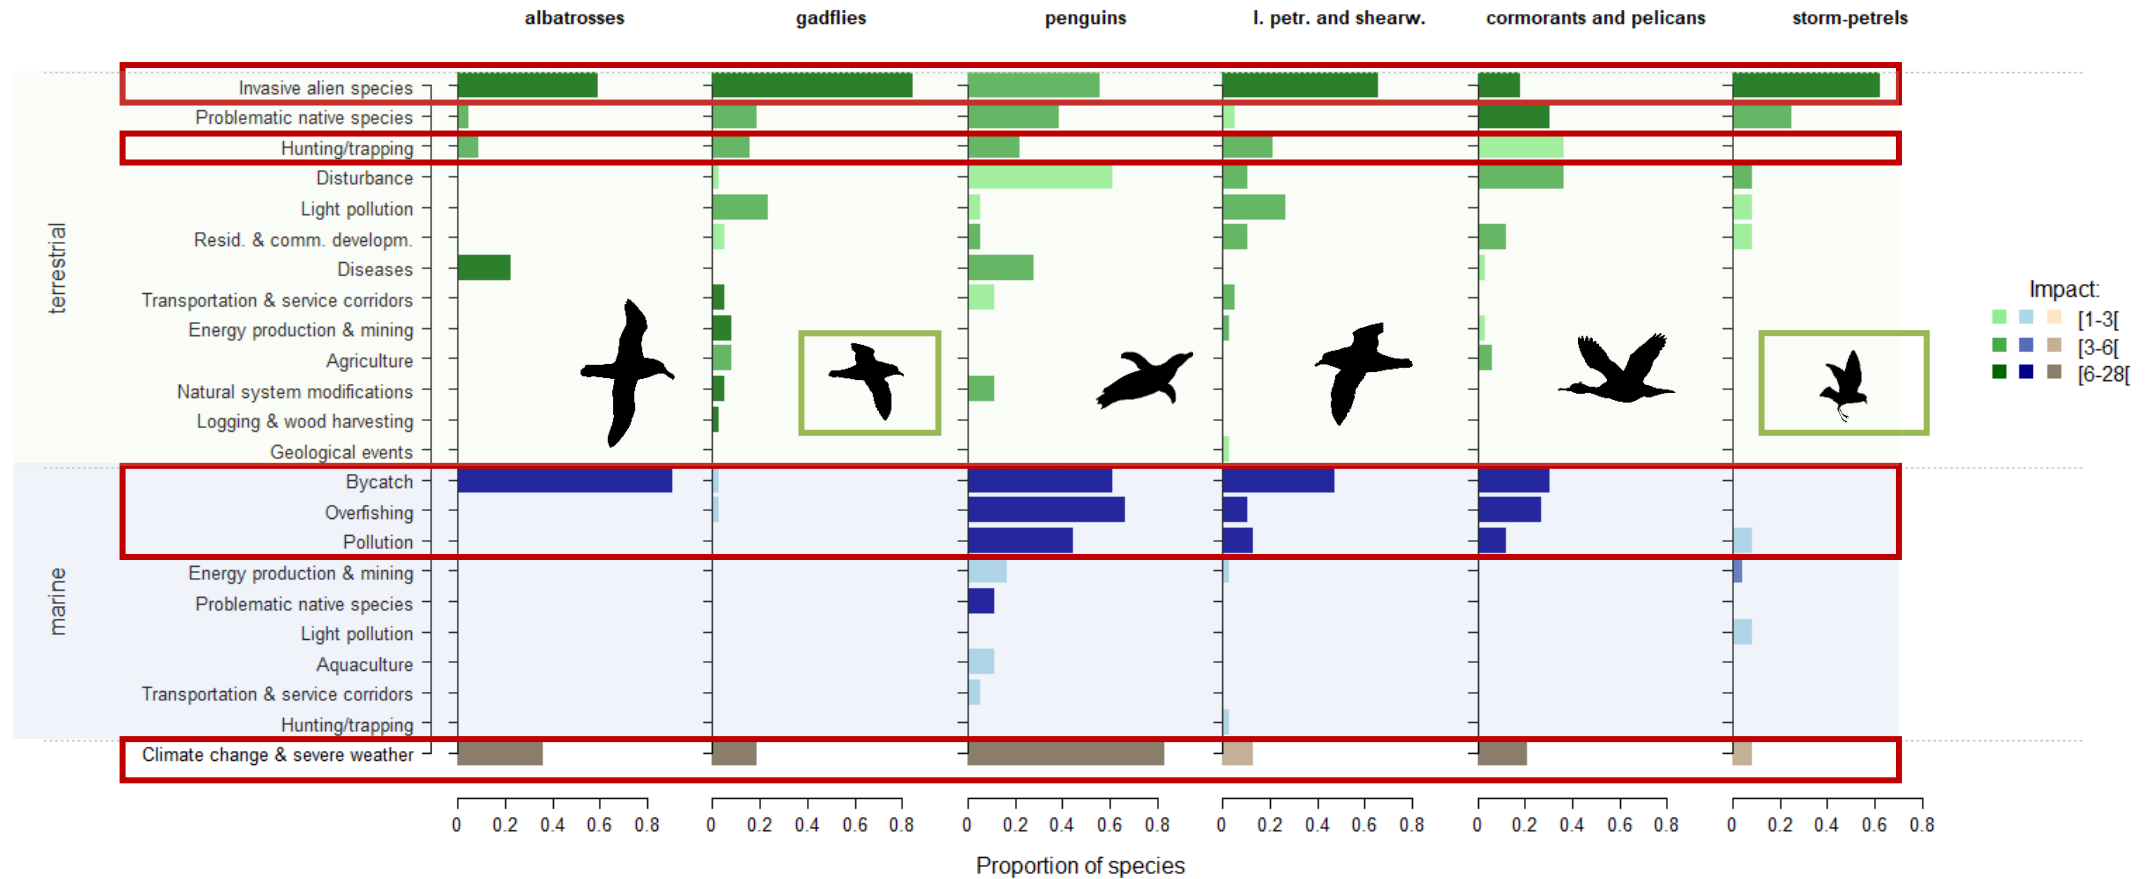 albatrosses gadflies penguins l. petr. and shearw. cormorants and pelicans storm-petrels
terrestrial
Invasive alien species
Problematic native species
Hunting/trapping
Disturbance
Light pollution
Resid. & comm. developm.
Diseases
Transportation & service corridors
Energy production & mining
Agriculture
Natural system modifications
Logging & wood harvesting
Geological events
marine
Bycatch
Overfishing
Pollution
Energy production & mining
Problematic native species
Light pollution
Aquaculture
Transportation & service corridors
Hunting/trapping
Climate change & severe weather
Impact:
[1-3[
[3-6[
[6-28[
0 0.2 0.4 0.6 0.8 0 0.2 0.4 0.6 0.8 0 0.2 0.4 0.6 0.8 0 0.2 0.4 0.6 0.8 0 0.2 0.4 0.6 0.8 0 0.2 0.4 0.6 0.8
Proportion of species